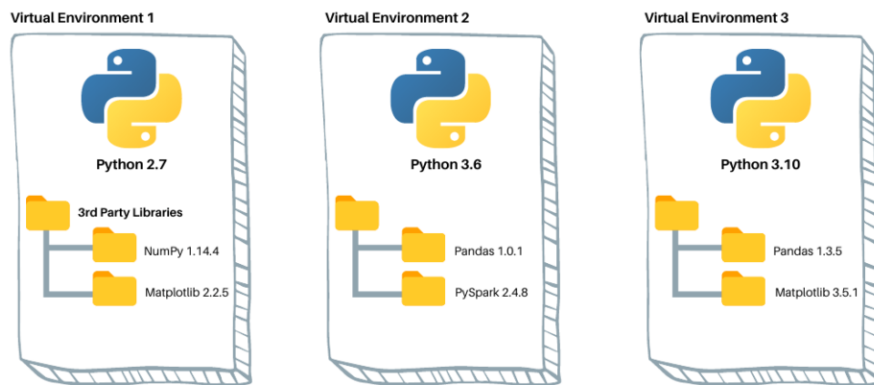 Virtual Environment 1
Python 2.7
3rd Party Libraries
NumPy 1.14.4
Matplotlib 2.2.5
Virtual Environment 2
Python 3.6
Pandas 1.0.1
PySpark 2.4.8
Virtual Environment 3
Python 3.10
Pandas 1.3.5
Matplotlib 3.5.1